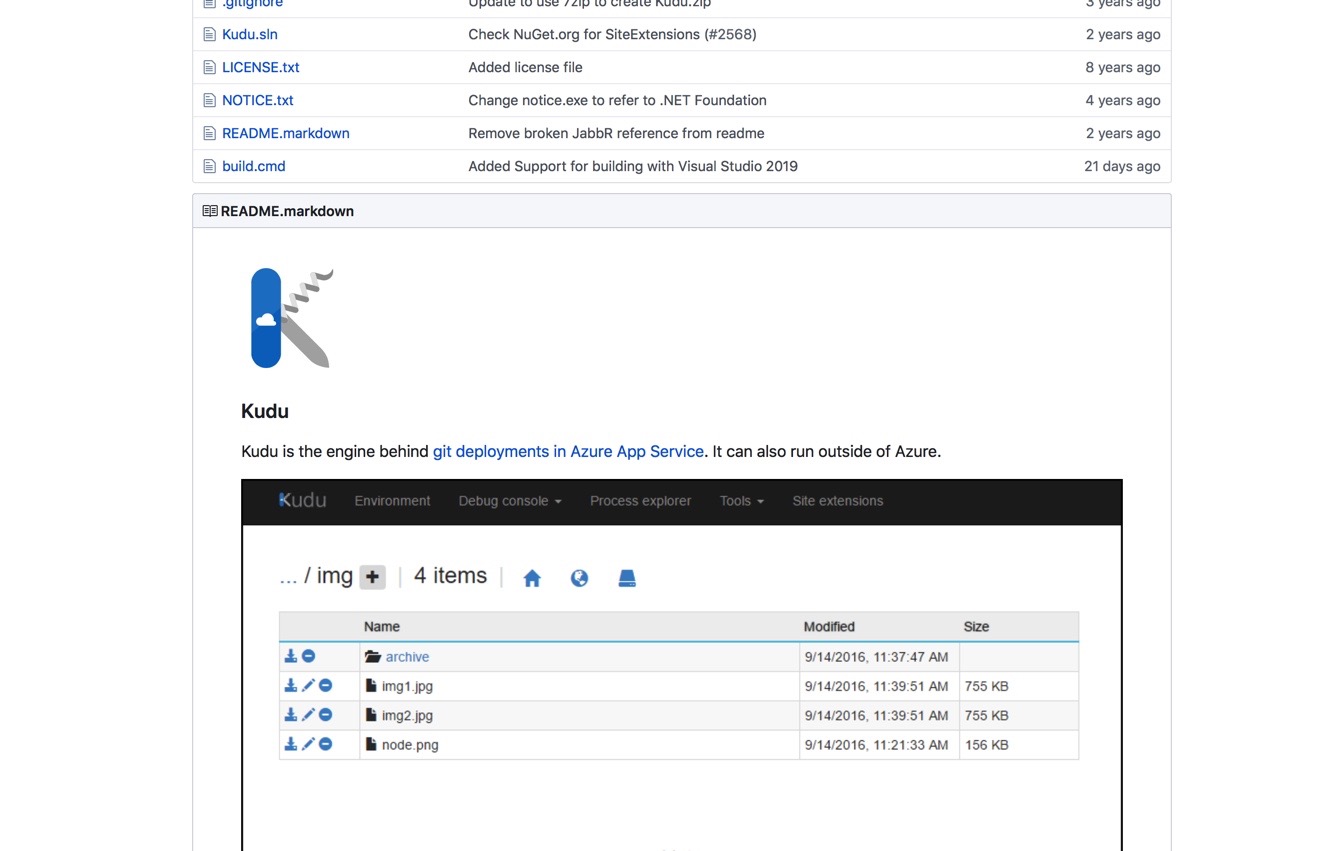 .gitignore Update to use 7zip to create Kudu.zip 3 years ago
Kudu.sln Check NuGet.org for SiteExtensions (#2568) 2 years ago
LICENSE.txt Added license file 8 years ago
NOTICE.txt Change notice.exe to refer to .NET Foundation 4 years ago
README.markdown Remove broken JabbR reference from readme 2 years ago
build.cmd Added Support for building with Visual Studio 2019 21 days ago
README.markdown
Kudu
Kudu is the engine behind git deployments in Azure App Service. It can also run outside of Azure.
Kudu Environment Debug console Process explorer Tools Site extensions
... / img + | 4 items |
Name Modified Size
archive 9/14/2016, 11:37:47 AM
img1.jpg 9/14/2016, 11:39:51 AM 755 KB
img2.jpg 9/14/2016, 11:39:51 AM 755 KB
node.png 9/14/2016, 11:21:33 AM 156 KB